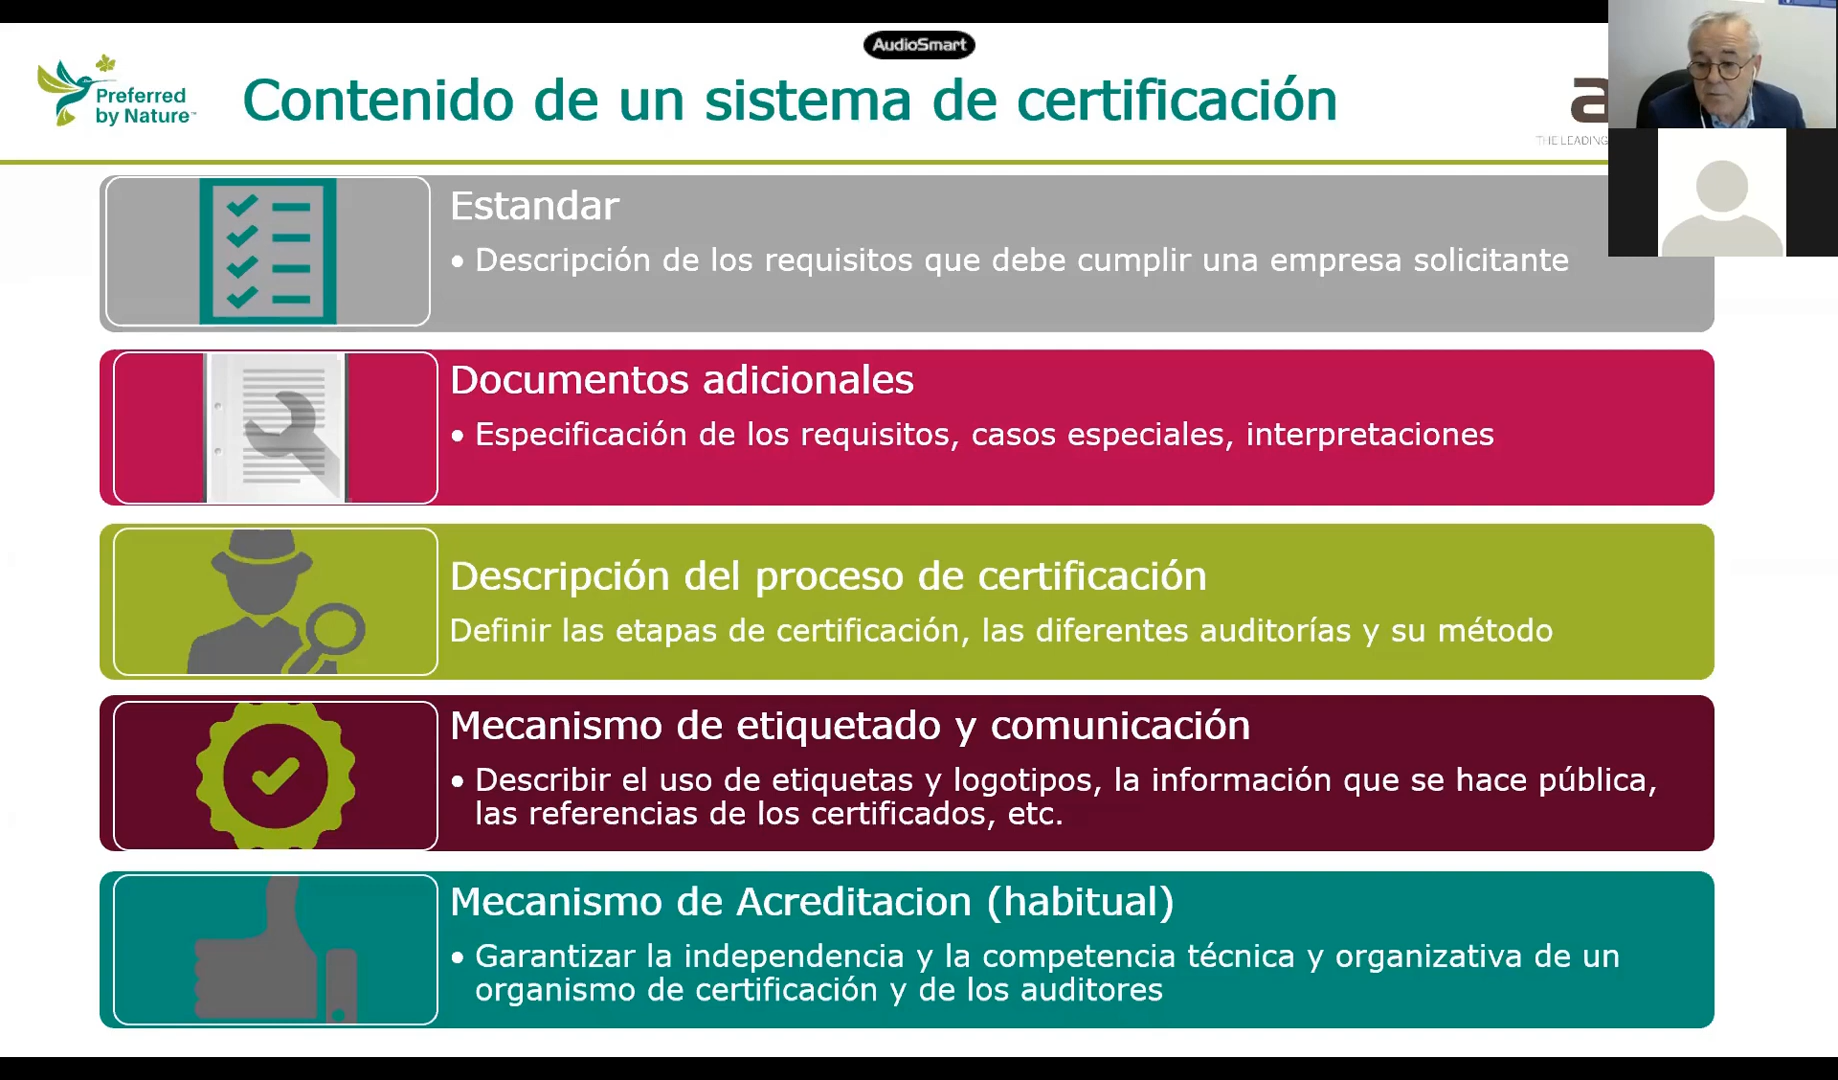 AudioSmart
Preferred
by Nature™
Contenido de un sistema de certificación
a
THE LEADING
Estandar
• Descripción de los requisitos que debe cumplir una empresa solicitante
Documentos adicionales
• Especificación de los requisitos, casos especiales, interpretaciones
Descripción del proceso de certificación
Definir las etapas de certificación, las diferentes auditorías y su método
Mecanismo de etiquetado y comunicación
• Describir el uso de etiquetas y logotipos, la información que se hace pública,
las referencias de los certificados, etc.
Mecanismo de Acreditacion (habitual)
• Garantizar la independencia y la competencia técnica y organizativa de un
organismo de certificación y de los auditores